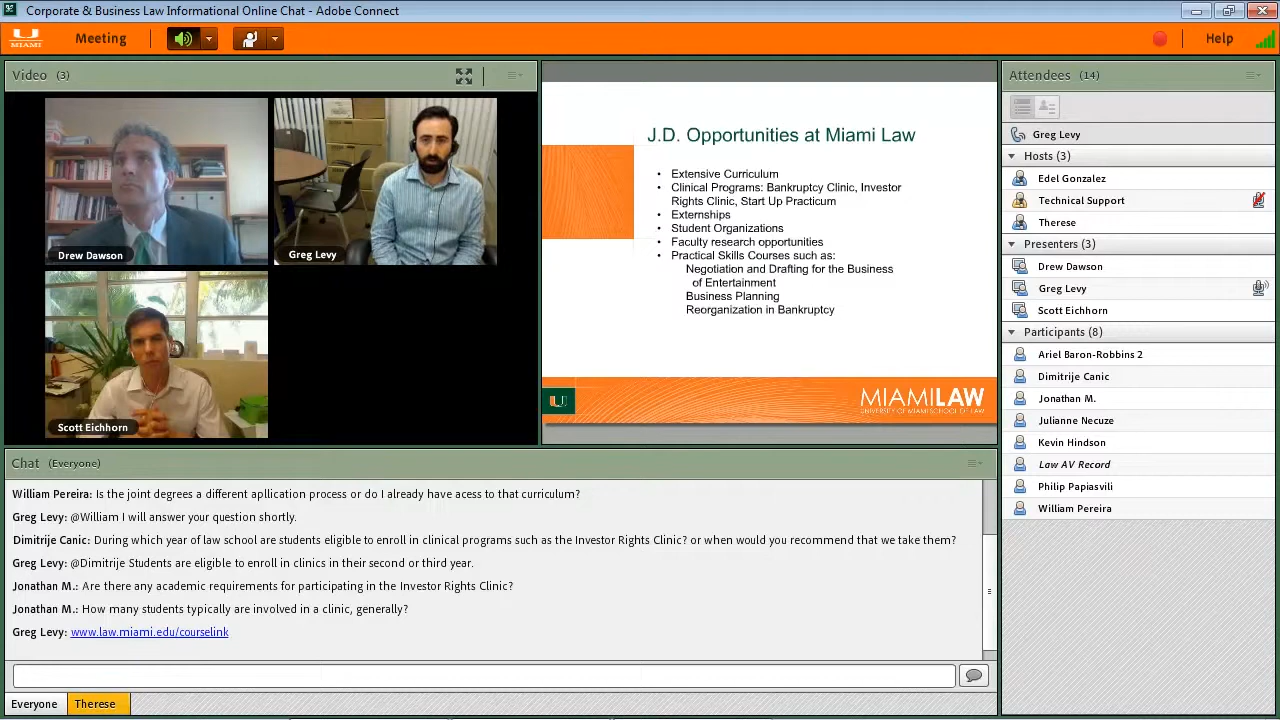 Corporate & Business Law Informational Online Chat - Adobe Connect
U
MIAMI
Meeting
Help
Video (3)
Drew Dawson
Greg Levy
Scott Eichhorn
J.D. Opportunities at Miami Law
• Extensive Curriculum
• Clinical Programs: Bankruptcy Clinic, Investor
Rights Clinic, Start Up Practicum
• Externships
• Student Organizations
• Faculty research opportunities
• Practical Skills Courses such as:
Negotiation and Drafting for the Business
of Entertainment
Business Planning
Reorganization in Bankruptcy
U
MIAMILAW
UNIVERSITY OF MIAMI SCHOOL OF LAW
Attendees (14)
Greg Levy
Hosts (3)
Edel Gonzalez
Technical Support
Therese
Presenters (3)
Drew Dawson
Greg Levy
Scott Eichhorn
Participants (8)
Ariel Baron-Robbins 2
Dimitrije Canic
Jonathan M.
Julianne Necuze
Kevin Hindson
Law AV Record
Philip Papiasvili
William Pereira
Chat (Everyone)
William Pereira: Is the joint degrees a different apllication process or do I already have acess to that curriculum?
Greg Levy: @William I will answer your question shortly.
Dimitrije Canic: During which year of law school are students eligible to enroll in clinical programs such as the Investor Rights Clinic? or when would you recommend that we take them?
Greg Levy: @Dimitrije Students are eligible to enroll in clinics in their second or third year.
Jonathan M.: Are there any academic requirements for participating in the Investor Rights Clinic?
Jonathan M.: How many students typically are involved in a clinic, generally?
Greg Levy: www.law.miami.edu/courselink
Everyone
Therese